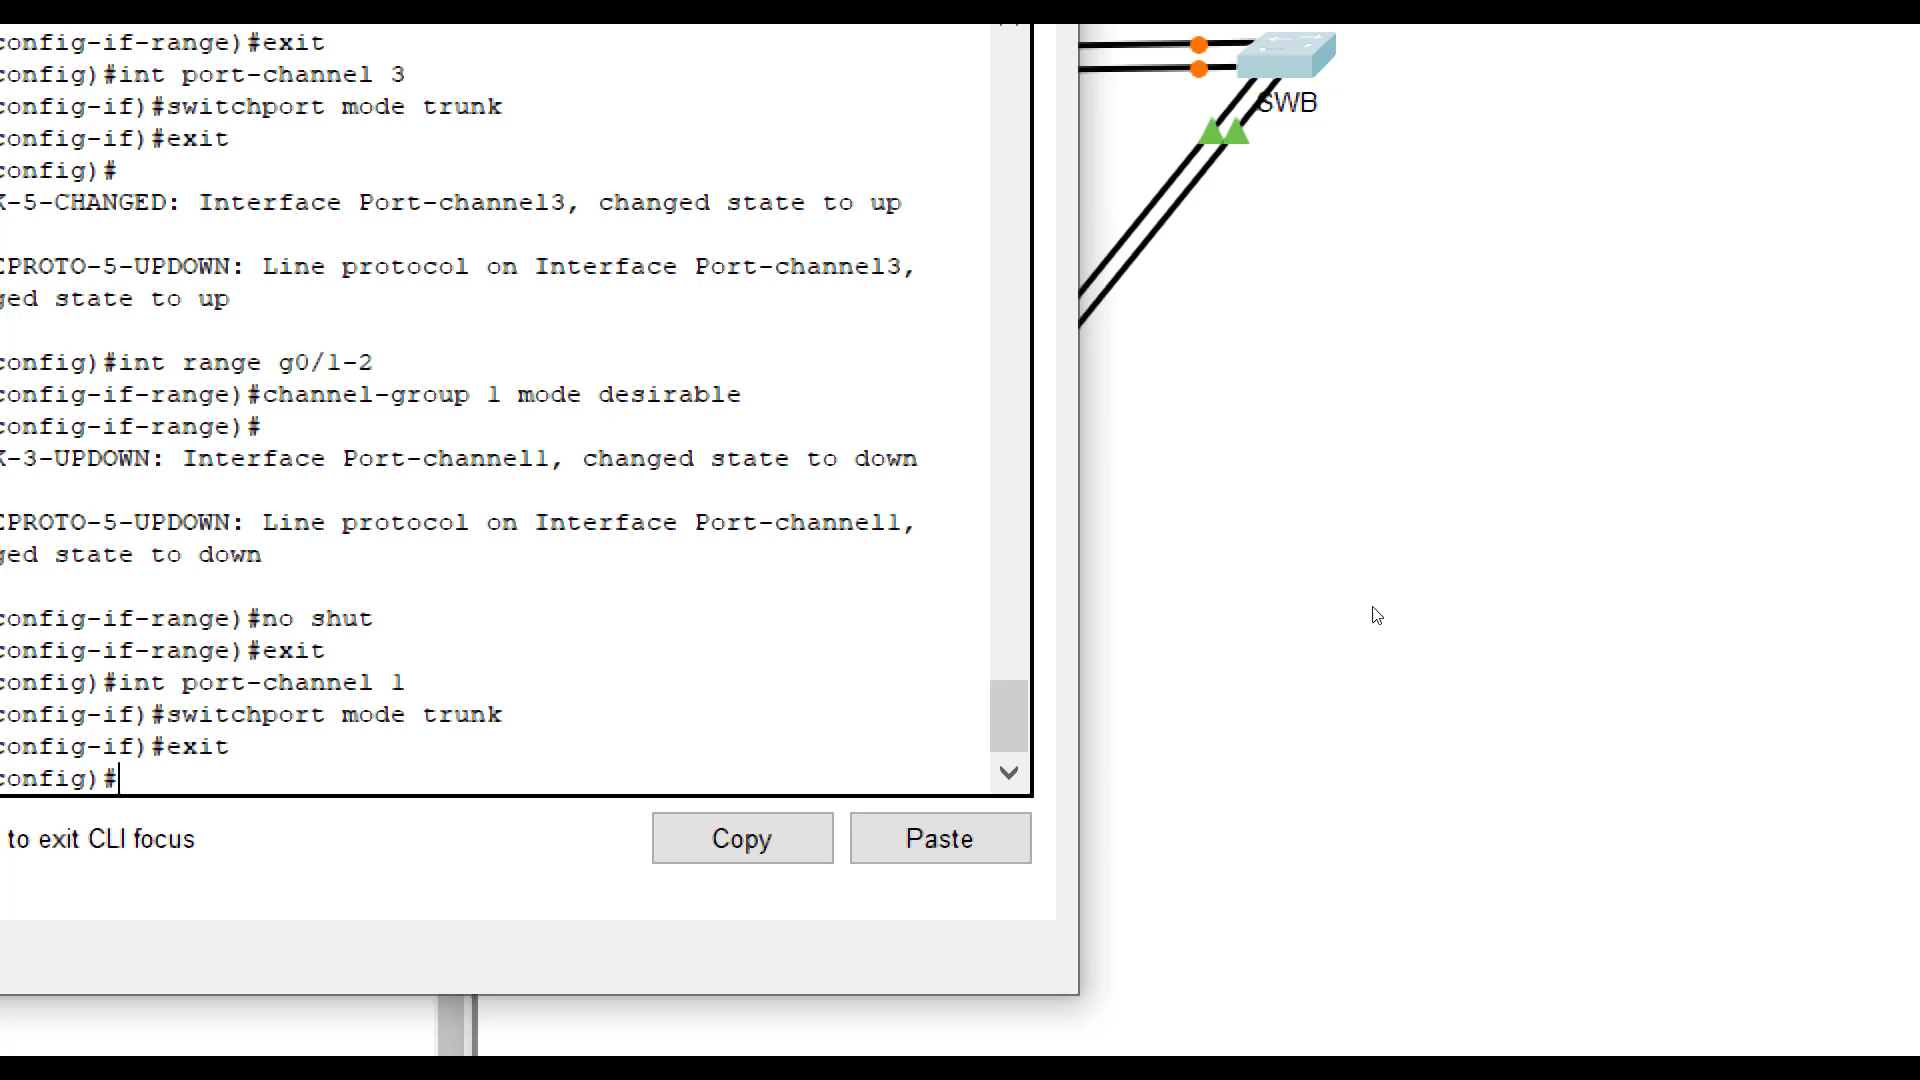 config-if-range)#exit
config)#int port-channel 3
config-if)#switchport mode trunk
config-if)#exit
config)#
K-5-CHANGED: Interface Port-channel3, changed state to up
CPROTO-5-UPDOWN: Line protocol on Interface Port-channel3,
ged state to up
config)#int range g0/1-2
config-if-range)#channel-group 1 mode desirable
config-if-range)#
K-3-UPDOWN: Interface Port-channel1, changed state to down
CPROTO-5-UPDOWN: Line protocol on Interface Port-channel1,
ged state to down
config-if-range)#no shut
config-if-range)#exit
config)#int port-channel 1
config-if)#switchport mode trunk
config-if)#exit
config)#
to exit CLI focus
Copy
Paste
SWB